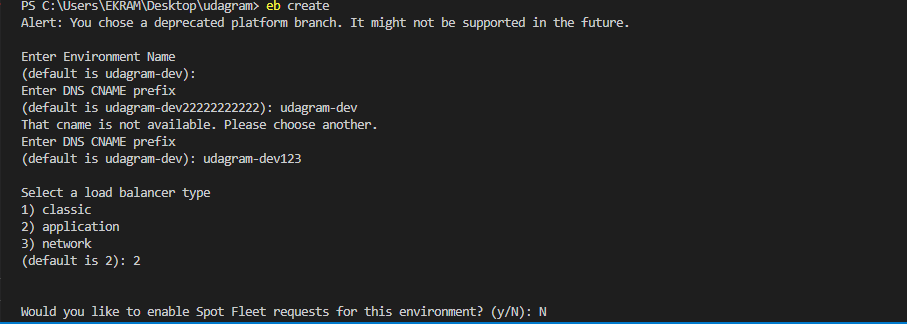 PS C:\Users\EKRAM\Desktop\udagram> eb create
Alert: You chose a deprecated platform branch. It might not be supported in the future.
Enter Environment Name
(default is udagram-dev):
Enter DNS CNAME prefix
(default is udagram-dev22222222222): udagram-dev
That cname is not available. Please choose another.
Enter DNS CNAME prefix
(default is udagram-dev): udagram-dev123
Select a load balancer type
1) classic
2) application
3) network
(default is 2): 2
Would you like to enable Spot Fleet requests for this environment? (y/N): N